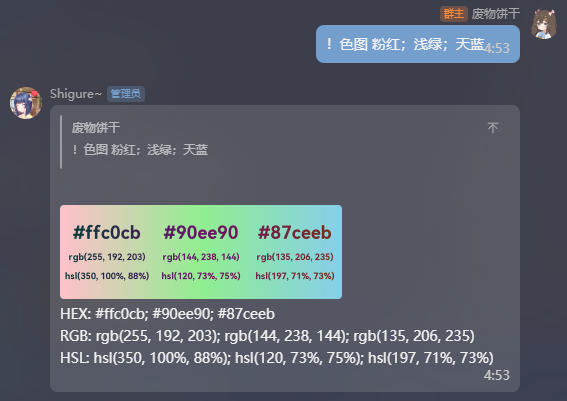 群主 废物饼干
！色图 粉红；浅绿；天蓝 4:53
Shigure~ 管理员
废物饼干
！色图 粉红；浅绿；天蓝
#ffc0cb #90ee90 #87ceeb
rgb(255, 192, 203) rgb(144, 238, 144) rgb(135, 206, 235)
hsl(350, 100%, 88%) hsl(120, 73%, 75%) hsl(197, 71%, 73%)
HEX: #ffc0cb; #90ee90; #87ceeb
RGB: rgb(255, 192, 203); rgb(144, 238, 144); rgb(135, 206, 235)
HSL: hsl(350, 100%, 88%); hsl(120, 73%, 75%); hsl(197, 71%, 73%)
4:53